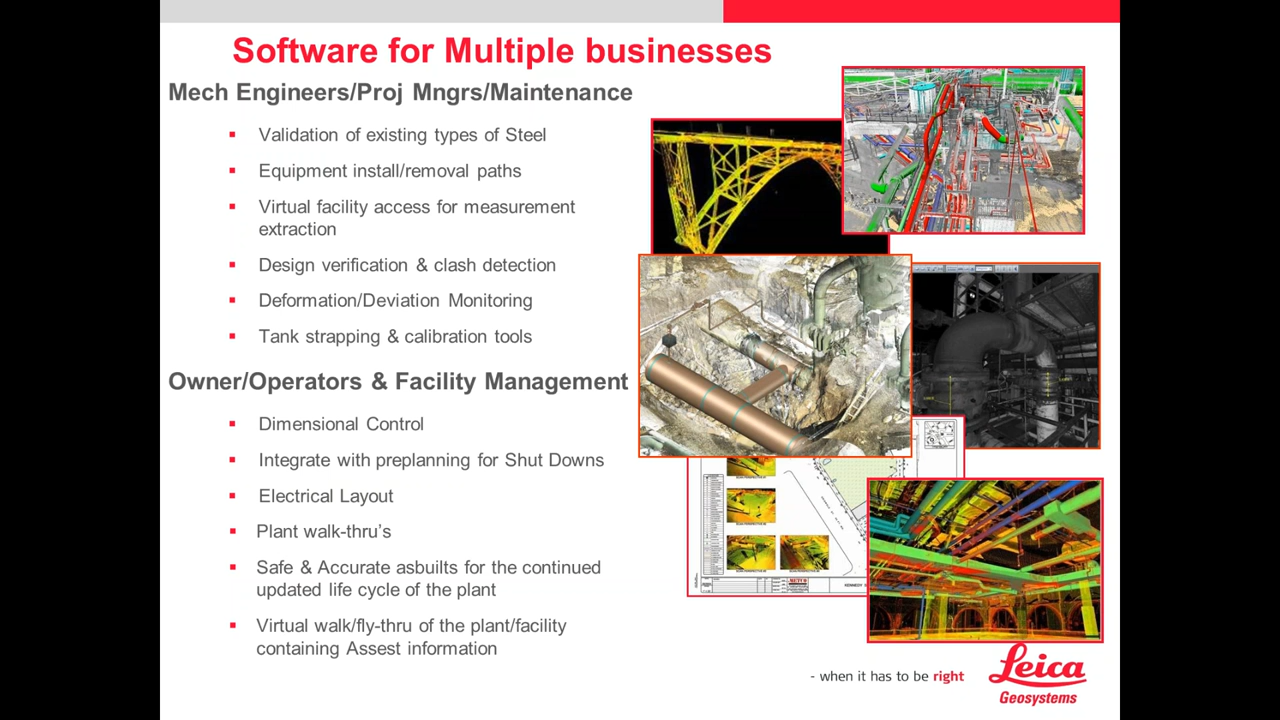 Software for Multiple businesses
Mech Engineers/Proj Mngrs/Maintenance
▪ Validation of existing types of Steel
▪ Equipment install/removal paths
▪ Virtual facility access for measurement
extraction
▪ Design verification & clash detection
▪ Deformation/Deviation Monitoring
▪ Tank strapping & calibration tools
Owner/Operators & Facility Management
▪ Dimensional Control
▪ Integrate with preplanning for Shut Downs
▪ Electrical Layout
▪ Plant walk-thru's
▪ Safe & Accurate asbuilts for the continued
updated life cycle of the plant
▪ Virtual walk/fly-thru of the plant/facility
containing Assest information
- when it has to be right
Leica
Geosystems